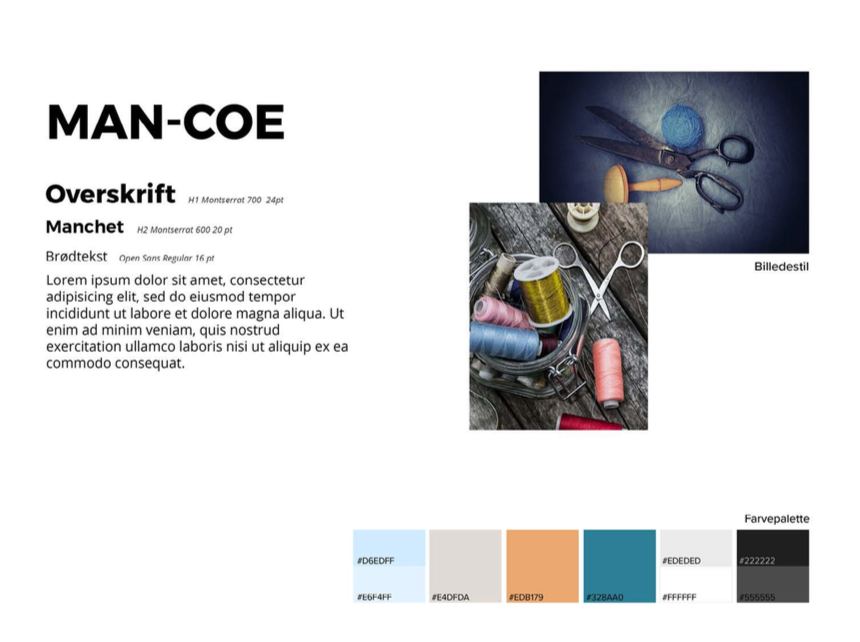 MAN-COE
Overskrift H1 Montserrat 700 24pt
Manchet H2 Montserrat 600 20 pt
Brødtekst Open Sans Regular 16 pt
Lorem ipsum dolor sit amet, consectetur
adipisicing elit, sed do eiusmod tempor
incididunt ut labore et dolore magna aliqua. Ut
enim ad minim veniam, quis nostrud
exercitation ullamco laboris nisi ut aliquip ex ea
commodo consequat.
Billedestil
Farvepalette
#D6EDFF
#EDEDED
#222222
#E6F4FF
#E4DFDA
#EDB179
#328AA0
#FFFFFF
#555555